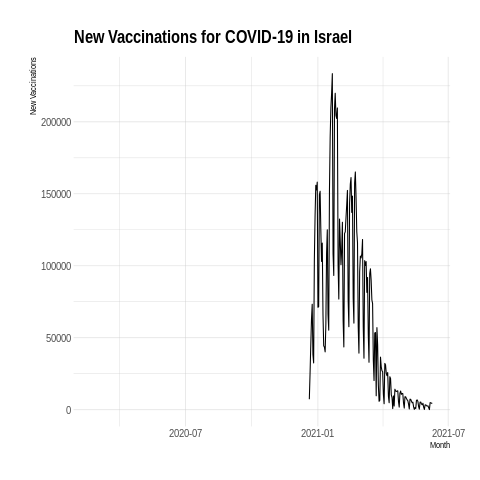 New Vaccinations for COVID-19 in Israel
New Vaccinations
200000
150000
100000
50000
0
2020-07
2021-01
2021-07
Month